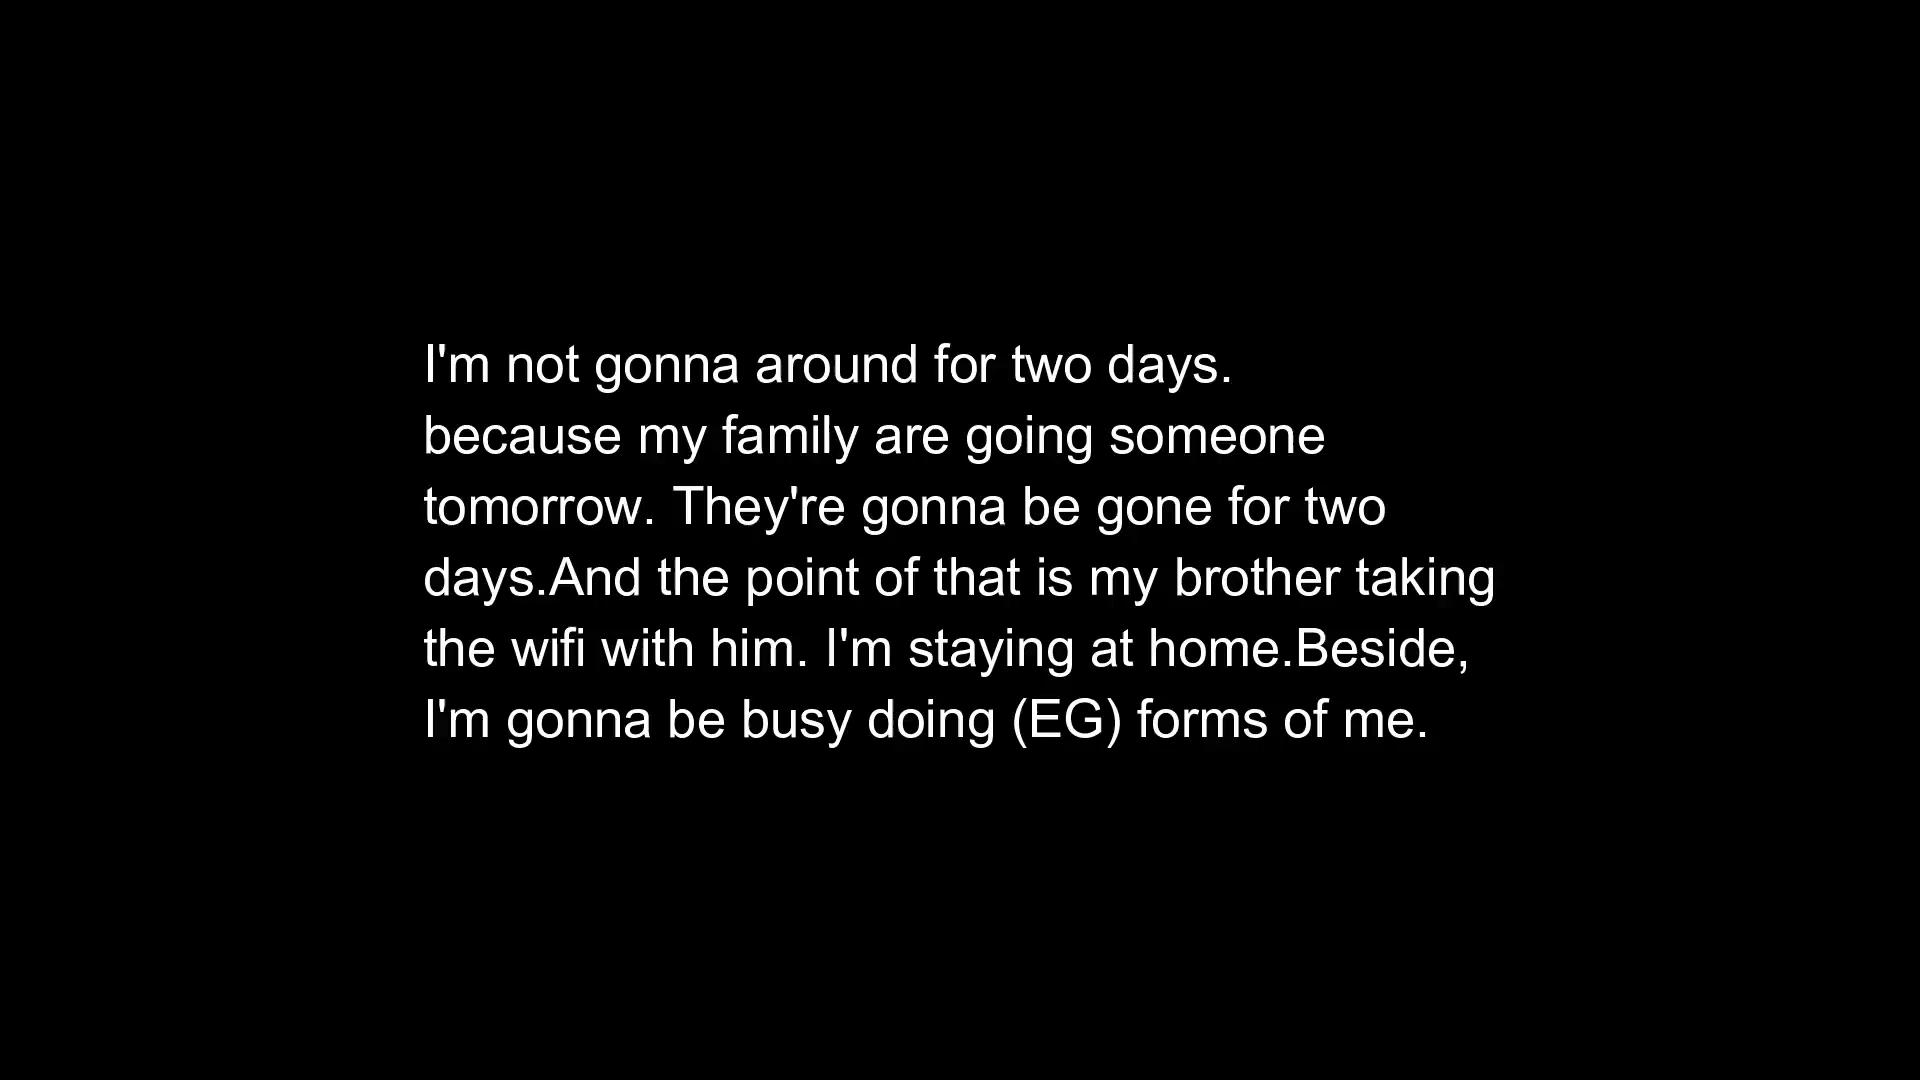 I'm not gonna around for two days.
because my family are going someone
tomorrow. They're gonna be gone for two
days.And the point of that is my brother taking
the wifi with him. I'm staying at home.Beside,
I'm gonna be busy doing (EG) forms of me.